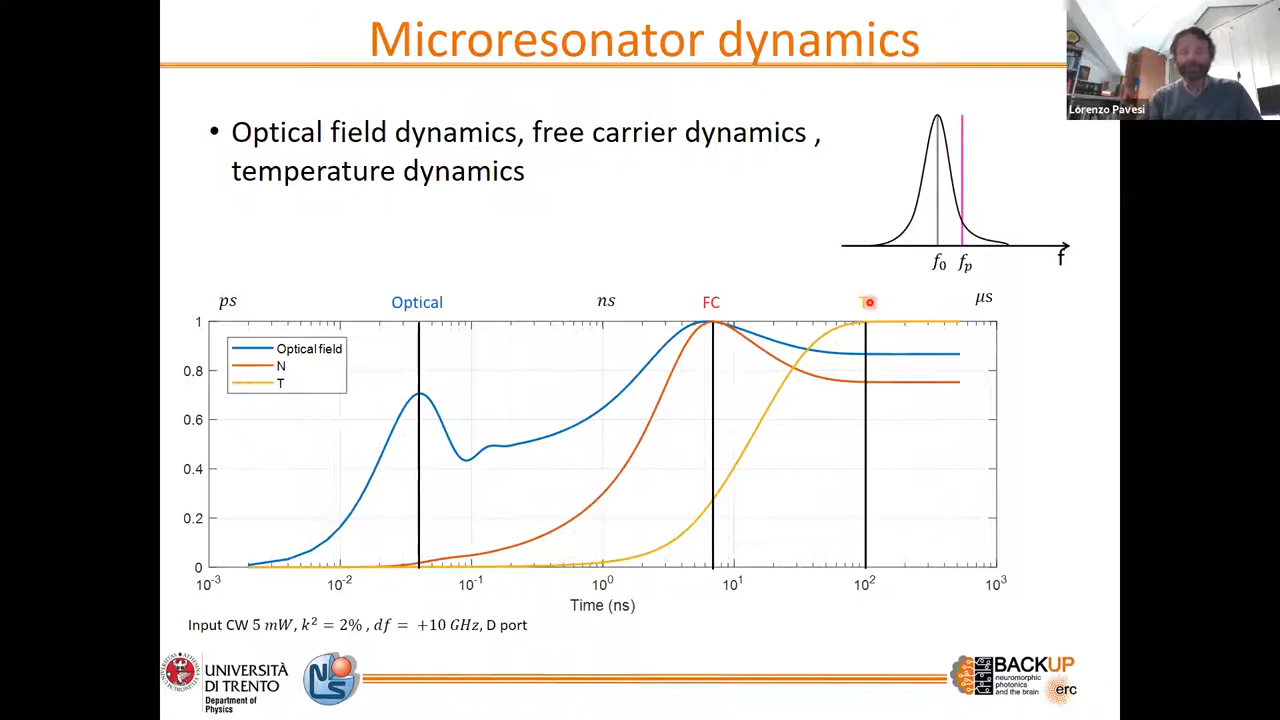 Microresonator dynamics
Lorenzo Pavesi
• Optical field dynamics, free carrier dynamics ,
temperature dynamics
f₀ fₚ f
ps Optical ns FC T μs
Optical field
N
T
1
0.8
0.6
0.4
0.2
0
10⁻³ 10⁻² 10⁻¹ 10⁰ 10¹ 10² 10³
Time (ns)
Input CW 5 mW, k² = 2% , df = +10 GHz, D port
UNIVERSITÀ
DI TRENTO
Department of
Physics
NLS
BACKUP
neuromorphic
photonics
and the brain
erc